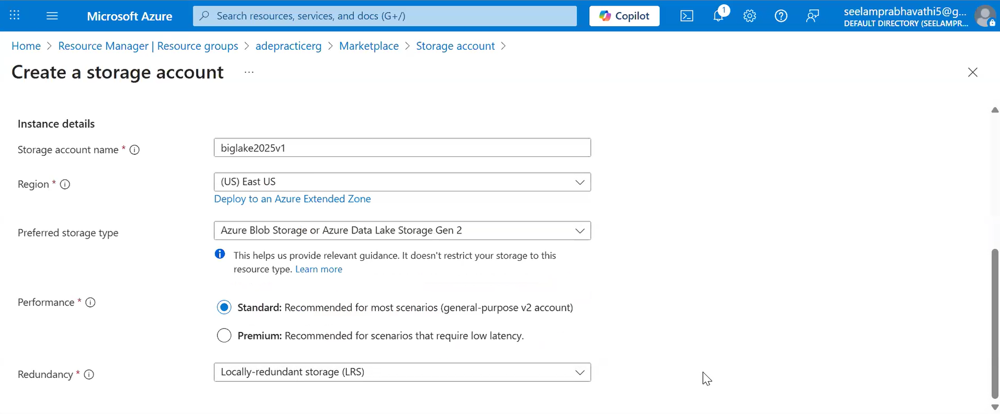 Microsoft Azure
Search resources, services, and docs (G+/)
Copilot
1
seelamprabhavathi5@g...
DEFAULT DIRECTORY (SEELAMPR...
Home > Resource Manager | Resource groups > adepracticerg > Marketplace > Storage account >
Create a storage account ...
Instance details
Storage account name *
biglake2025v1
Region *
(US) East US
Deploy to an Azure Extended Zone
Preferred storage type
Azure Blob Storage or Azure Data Lake Storage Gen 2
This helps us provide relevant guidance. It doesn't restrict your storage to this
resource type. Learn more
Performance *
Standard: Recommended for most scenarios (general-purpose v2 account)
Premium: Recommended for scenarios that require low latency.
Redundancy *
Locally-redundant storage (LRS)